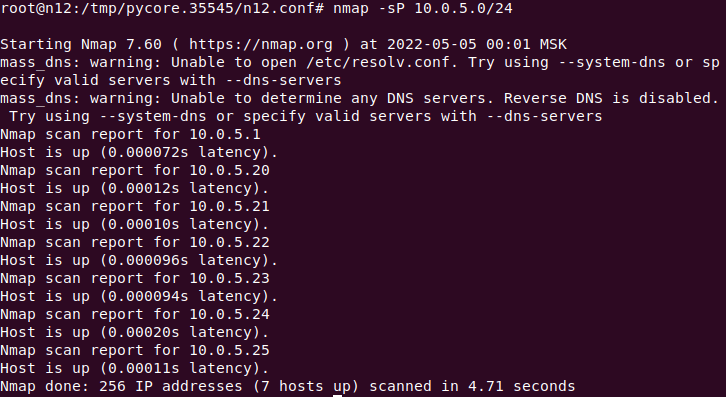 root@n12:/tmp/pycore.35545/n12.conf# nmap -sP 10.0.5.0/24
Starting Nmap 7.60 ( https://nmap.org ) at 2022-05-05 00:01 MSK
mass_dns: warning: Unable to open /etc/resolv.conf. Try using --system-dns or sp
ecify valid servers with --dns-servers
mass_dns: warning: Unable to determine any DNS servers. Reverse DNS is disabled.
 Try using --system-dns or specify valid servers with --dns-servers
Nmap scan report for 10.0.5.1
Host is up (0.000072s latency).
Nmap scan report for 10.0.5.20
Host is up (0.00012s latency).
Nmap scan report for 10.0.5.21
Host is up (0.00010s latency).
Nmap scan report for 10.0.5.22
Host is up (0.000096s latency).
Nmap scan report for 10.0.5.23
Host is up (0.000094s latency).
Nmap scan report for 10.0.5.24
Host is up (0.00020s latency).
Nmap scan report for 10.0.5.25
Host is up (0.00011s latency).
Nmap done: 256 IP addresses (7 hosts up) scanned in 4.71 seconds